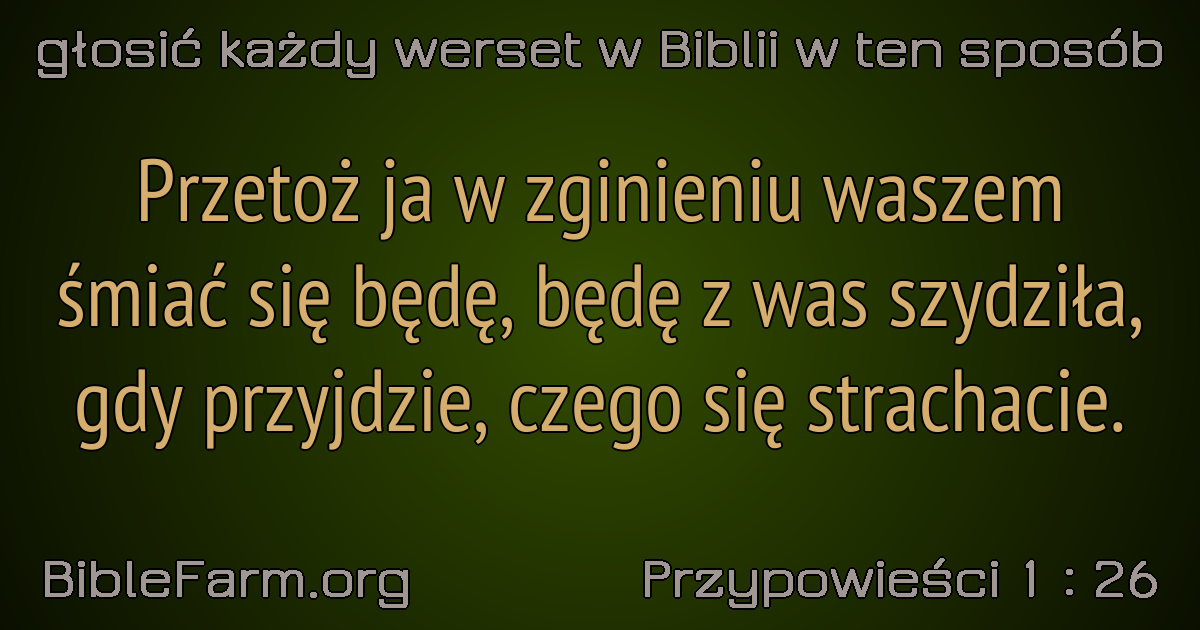 głosić każdy werset w Biblii w ten sposób
Przetoż ja w zginieniu waszem
śmiać się będę, będę z was szydziła,
gdy przyjdzie, czego się strachacie.
BibleFarm.org
Przypowieści 1 : 26